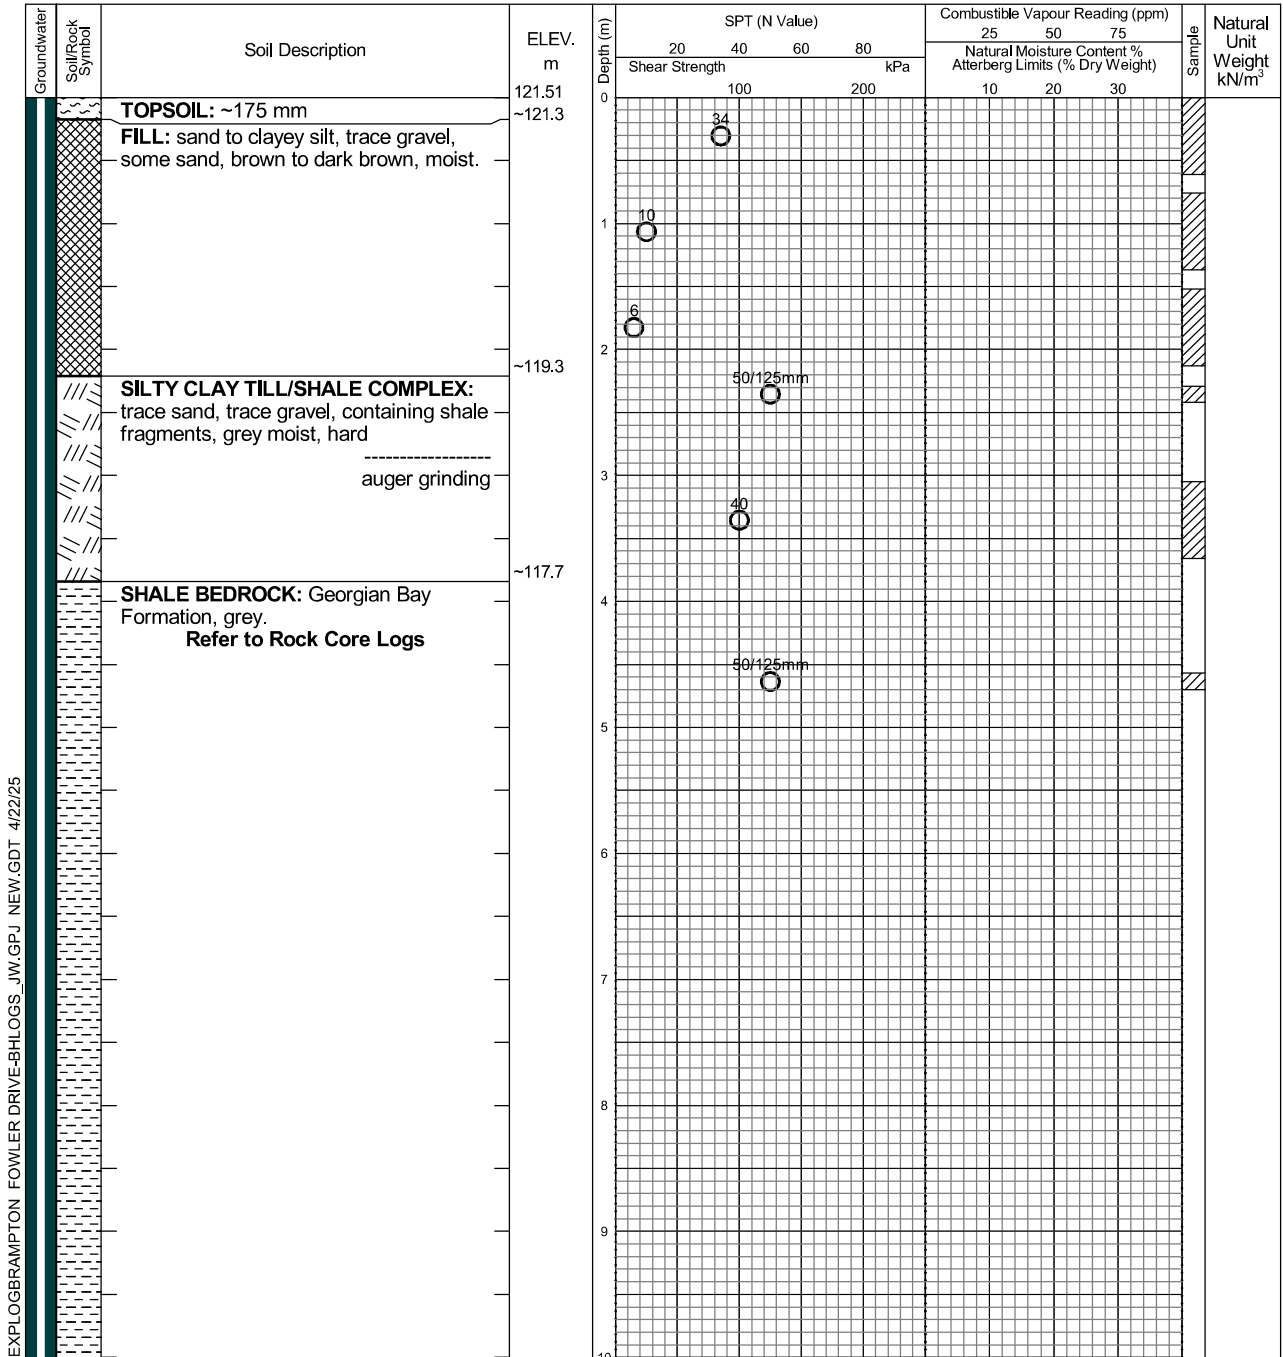 Groundwater
Soil/Rock
Symbol
Soil Description
ELEV.
m
121.51
Depth (m)
SPT (N Value)
20 40 60 80
Shear Strength kPa
100 200
Combustible Vapour Reading (ppm)
25 50 75
Natural Moisture Content %
Atterberg Limits (% Dry Weight)
10 20 30
Sample
Natural
Unit
Weight
kN/m³
0
TOPSOIL: ~175 mm
~121.3
FILL: sand to clayey silt, trace gravel,
some sand, brown to dark brown, moist.
34
10
1
6
2
~119.3
50/125mm
SILTY CLAY TILL/SHALE COMPLEX:
trace sand, trace gravel, containing shale
fragments, grey moist, hard
------------------
auger grinding
3
40
~117.7
SHALE BEDROCK: Georgian Bay
Formation, grey.
Refer to Rock Core Logs
4
50/125mm
5
6
7
8
9
10
EXPLOGBRAMPTON FOWLER DRIVE-BHLOGS_JW.GPJ NEW.GDT 4/22/25